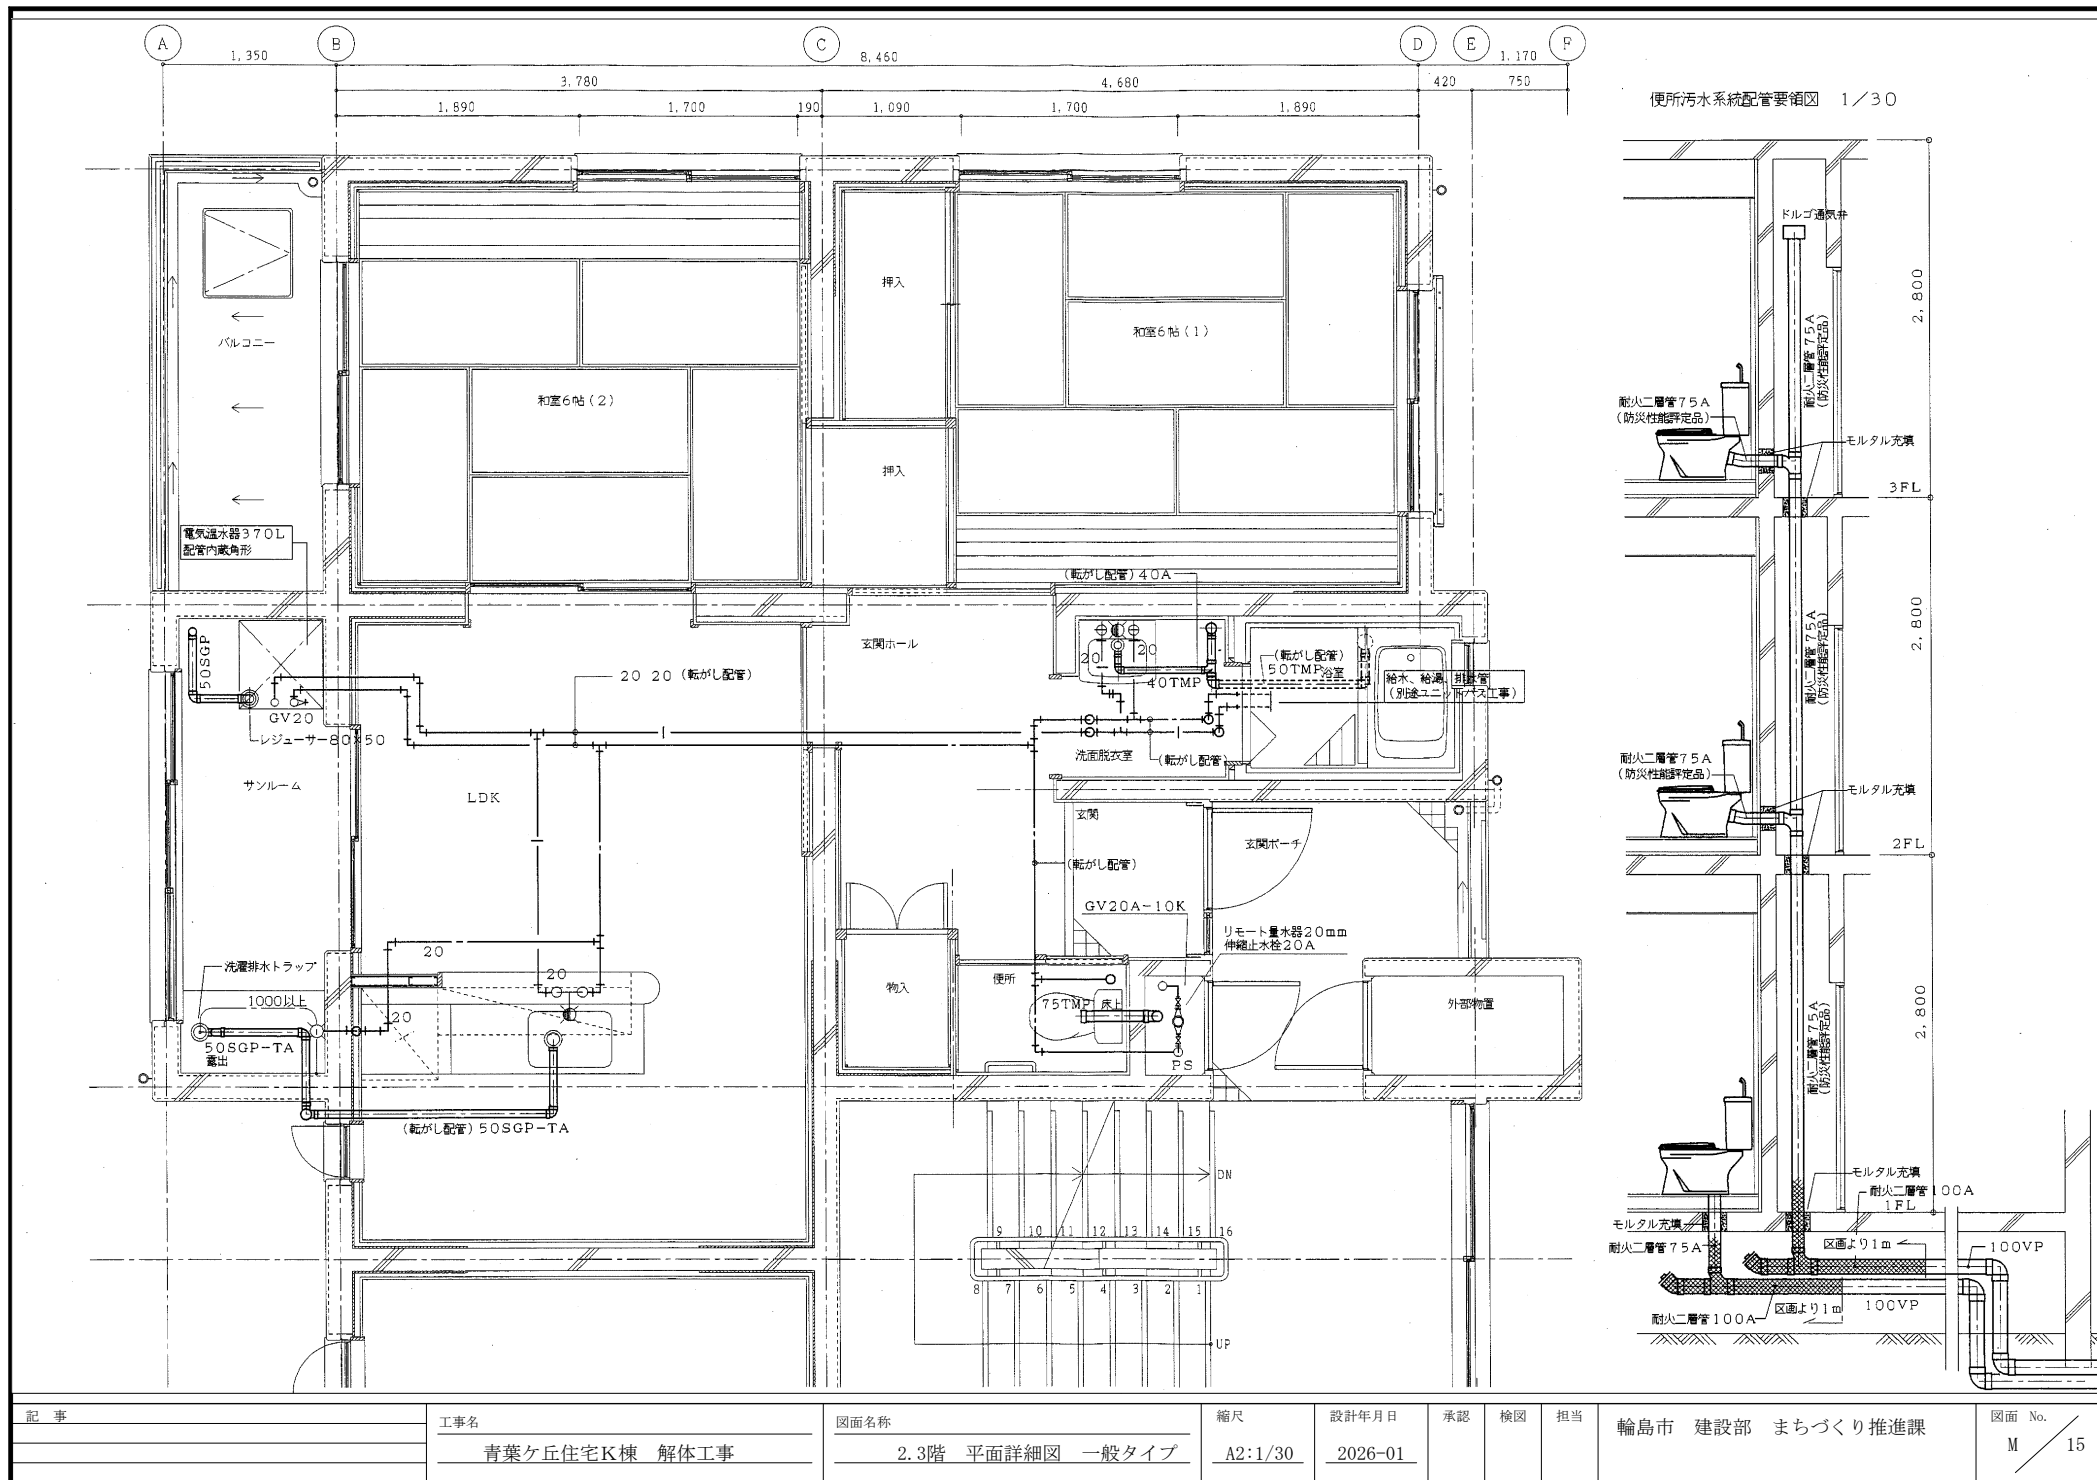 A B C D E F
1,350 8,460 1,170
3,780 4,680 420 750
1,890 1,700 190 1,090 1,700 1,890
便所汚水系統配管要領図 1/30
ドルゴ通気弁
2,800
耐火二層管75A
(防災性能評定品)
耐火二層管75A
(防災性能評定品)
モルタル充填
3FL
2,800
耐火二層管75A
(防災性能評定品)
耐火二層管75A
(防災性能評定品)
モルタル充填
2FL
2,800
耐火二層管75A
(防災性能評定品)
モルタル充填
耐火二層管100A
1FL
モルタル充填
耐火二層管75A
区画より1m
100VP
耐火二層管100A
区画より1m
100VP
バルコニー
押入
和室6帖(1)
和室6帖(2)
押入
電気温水器370L
配管内蔵角形
(転がし配管)40A
玄関ホール
50SGP
20 20 (転がし配管)
20
20
(転がし配管)
50TMP
浴室
40TMP
給水、給湯、排水管
(別途ユニットバス工事)
GV20
レジューサー80×50
洗面脱衣室
(転がし配管)
サンルーム
LDK
玄関
玄関ポーチ
(転がし配管)
GV20A-10K
リモート量水器20mm
伸縮止水栓20A
20
洗濯排水トラップ
20
便所
物入
1000以上
75TMP 床上
外部物置
20
50SGP-TA
露出
PS
(転がし配管)50SGP-TA
DN
9 10 11 12 13 14 15 16
8 7 6 5 4 3 2 1
UP
記 事
工事名
青葉ケ丘住宅K棟 解体工事
図面名称
2.3階 平面詳細図 一般タイプ
縮尺
A2:1/30
設計年月日
2026-01
承認
検図
担当
輪島市 建設部 まちづくり推進課
図面 No.
M 15